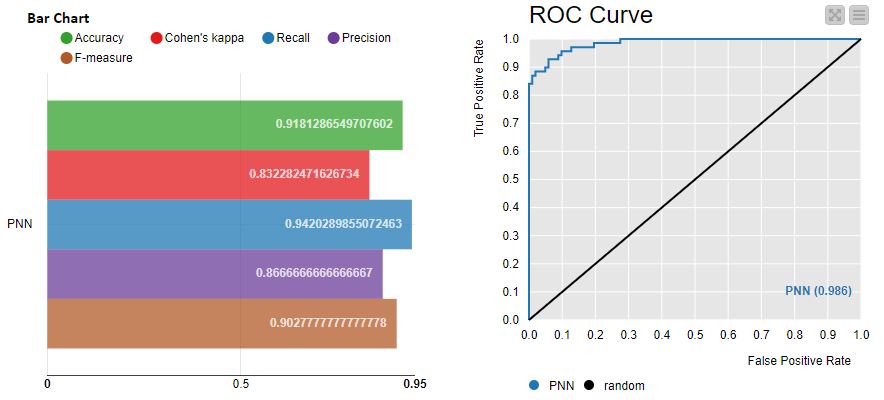 Bar Chart
Accuracy Cohen's kappa Recall Precision
F-measure
0.9181286549707602
0.832282471626734
PNN
0.9420289855072463
0.8666666666666667
0.9027777777777778
0 0.5 0.95
ROC Curve
True Positive Rate
1.0
0.9
0.8
0.7
0.6
0.5
0.4
0.3
0.2
0.1
0.0
PNN (0.986)
0.0 0.1 0.2 0.3 0.4 0.5 0.6 0.7 0.8 0.9 1.0
False Positive Rate
PNN random